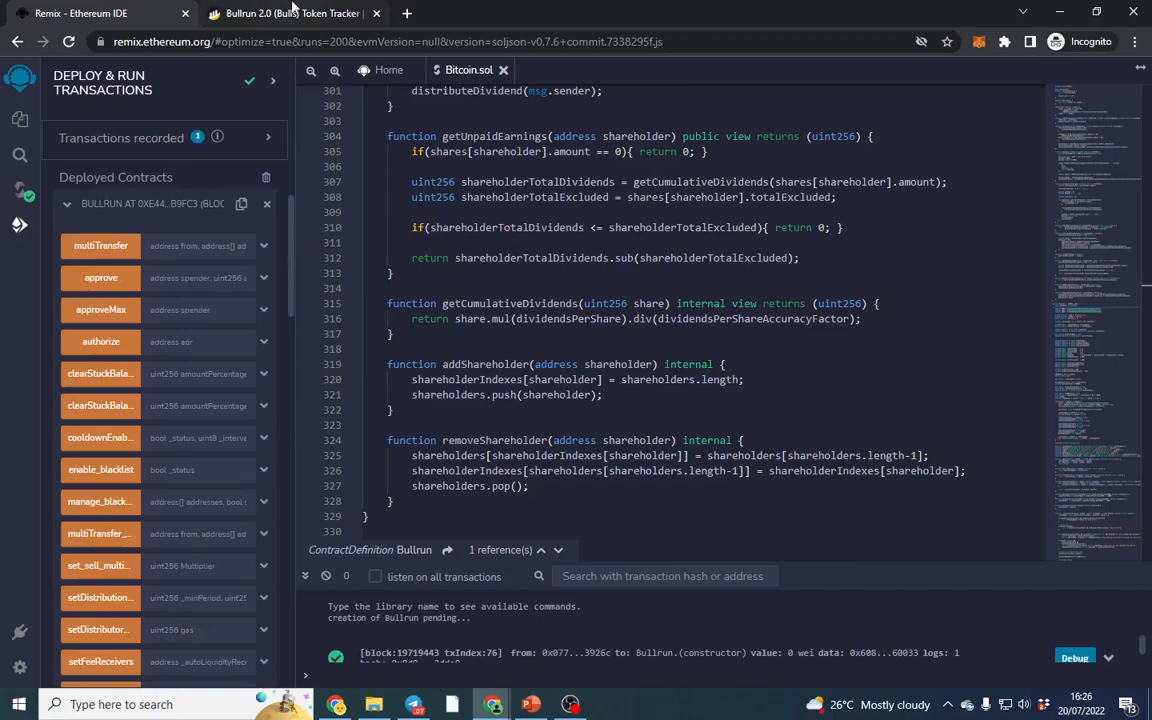 Remix - Ethereum IDE
Bullrun 2.0 (Bulls) Token Tracker |
remix.ethereum.org/#optimize=true&runs=200&evmVersion=null&version=soljson-v0.7.6+commit.7338295f.js
Incognito
DEPLOY & RUN
TRANSACTIONS
Home
Bitcoin.sol
Transactions recorded 1
Deployed Contracts
BULLRUN AT 0XE44...B9FC3 (BLOC
multiTransfer address from, address[] ad
approve address spender, uint256 a
approveMax address spender
authorize address adr
clearStuckBala... uint256 amountPercentage
clearStuckBala... uint256 amountPercentage
cooldownEnab... bool _status, uint8 _interva
enable_blacklist bool _status
manage_black... address[] addresses, bool s
multiTransfer_... address from, address[] ad
set_sell_multi... uint256 Multiplier
setDistribution... uint256 _minPeriod, uint25
setDistributor... uint256 gas
setFeeReceivers address _autoLiquidityRece
301 distributeDividend(msg.sender);
302 }
303
304 function getUnpaidEarnings(address shareholder) public view returns (uint256) {
305 if(shares[shareholder].amount == 0){ return 0; }
306
307 uint256 shareholderTotalDividends = getCumulativeDividends(shares[shareholder].amount);
308 uint256 shareholderTotalExcluded = shares[shareholder].totalExcluded;
309
310 if(shareholderTotalDividends <= shareholderTotalExcluded){ return 0; }
311
312 return shareholderTotalDividends.sub(shareholderTotalExcluded);
313 }
314
315 function getCumulativeDividends(uint256 share) internal view returns (uint256) {
316 return share.mul(dividendsPerShare).div(dividendsPerShareAccuracyFactor);
317 }
318
319 function addShareholder(address shareholder) internal {
320 shareholderIndexes[shareholder] = shareholders.length;
321 shareholders.push(shareholder);
322 }
323
324 function removeShareholder(address shareholder) internal {
325 shareholders[shareholderIndexes[shareholder]] = shareholders[shareholders.length-1];
326 shareholderIndexes[shareholders[shareholders.length-1]] = shareholderIndexes[shareholder];
327 shareholders.pop();
328 }
329 }
330
ContractDefinition Bullrun 1 reference(s)
0 listen on all transactions Search with transaction hash or address
Type the library name to see available commands.
creation of Bullrun pending...
[block:19719443 txIndex:76] from: 0x077...3926c to: Bullrun.(constructor) value: 0 wei data: 0x608...60033 logs: 1
Debug
>
Type here to search
07
26°C Mostly cloudy
16:26
20/07/2022
13